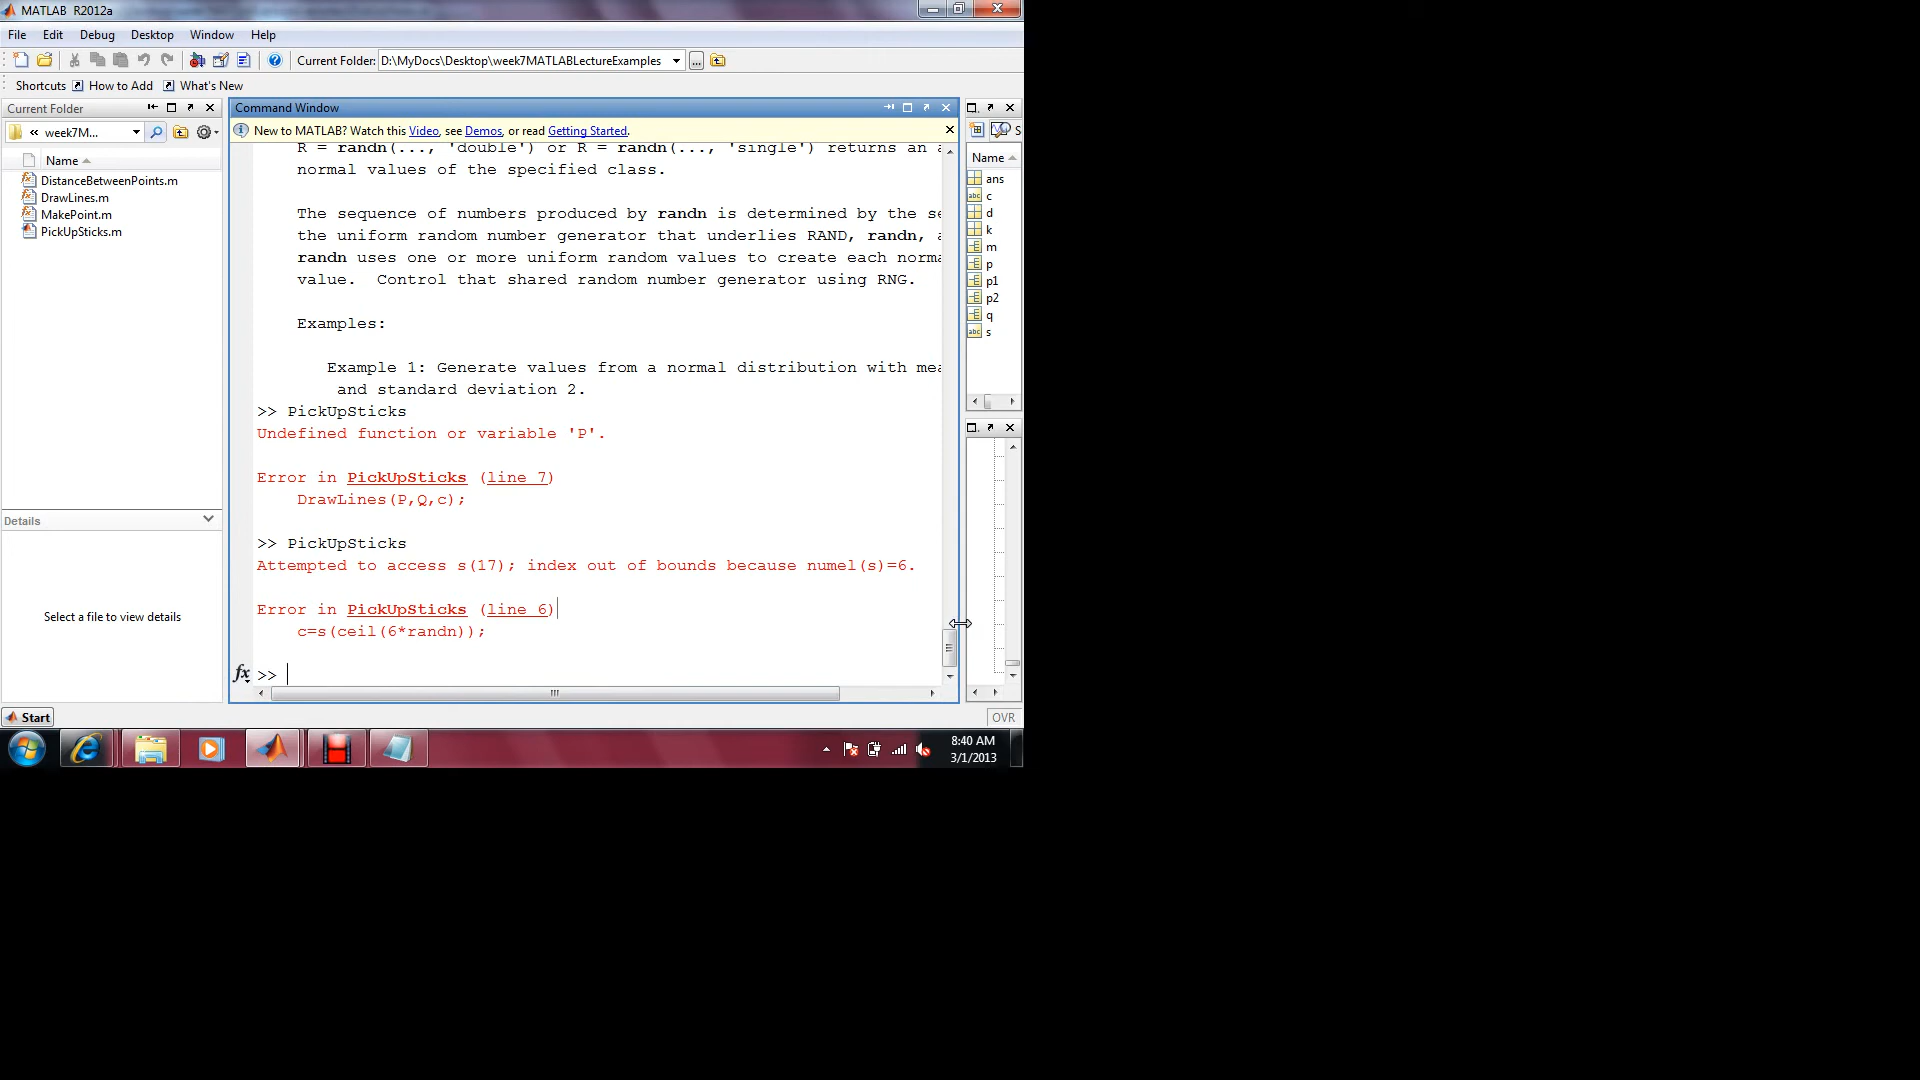 MATLAB R2012a
File Edit Debug Desktop Window Help
Current Folder: D:\MyDocs\Desktop\week7MATLABLectureExamples
Shortcuts How to Add What's New
Current Folder
« week7M...
Name
DistanceBetweenPoints.m
DrawLines.m
MakePoint.m
PickUpSticks.m
Details
Select a file to view details
Command Window
New to MATLAB? Watch this Video, see Demos, or read Getting Started.
R = randn(..., 'double') or R = randn(..., 'single') returns an a
normal values of the specified class.
The sequence of numbers produced by randn is determined by the se
the uniform random number generator that underlies RAND, randn, a
randn uses one or more uniform random values to create each norma
value.  Control that shared random number generator using RNG.
Examples:
Example 1: Generate values from a normal distribution with mea
and standard deviation 2.
>> PickUpSticks
Undefined function or variable 'P'.
Error in PickUpSticks (line 7)
DrawLines(P,Q,c);
>> PickUpSticks
Attempted to access s(17); index out of bounds because numel(s)=6.
Error in PickUpSticks (line 6)
c=s(ceil(6*randn));
fx >>
S
Name
ans
abc c
d
k
m
p
p1
p2
q
abc s
Start
OVR
8:40 AM
3/1/2013